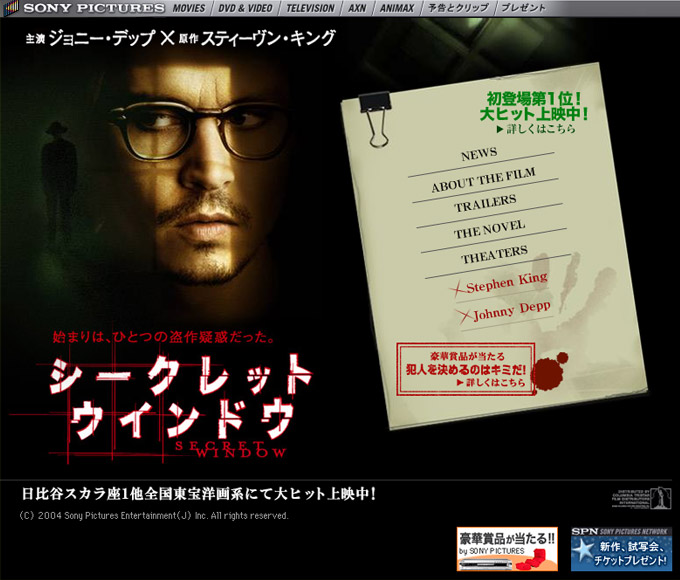 SONY PICTURES MOVIES DVD & VIDEO TELEVISION AXN ANIMAX 予告とクリップ プレゼント
主演 ジョニー・デップ × 原作 スティーヴン・キング
初登場第1位!
大ヒット上映中!
▶ 詳しくはこちら
NEWS
ABOUT THE FILM
TRAILERS
THE NOVEL
THEATERS
Stephen King
Johnny Depp
豪華賞品が当たる
犯人を決めるのはキミだ!
▶ 詳しくはこちら
始まりは、ひとつの盗作疑惑だった。
シークレット
ウインドウ
SECRET
WINDOW
日比谷スカラ座1他全国東宝洋画系にて大ヒット上映中!
(C) 2004 Sony Pictures Entertainment(J) Inc. All rights reserved.
DISTRIBUTED BY
COLUMBIA TRISTAR
FILM DISTRIBUTORS
INTERNATIONAL
豪華賞品が当たる!!
by SONY PICTURES
SPN SONY PICTURES NETWORK
新作、試写会、
チケットプレゼント!